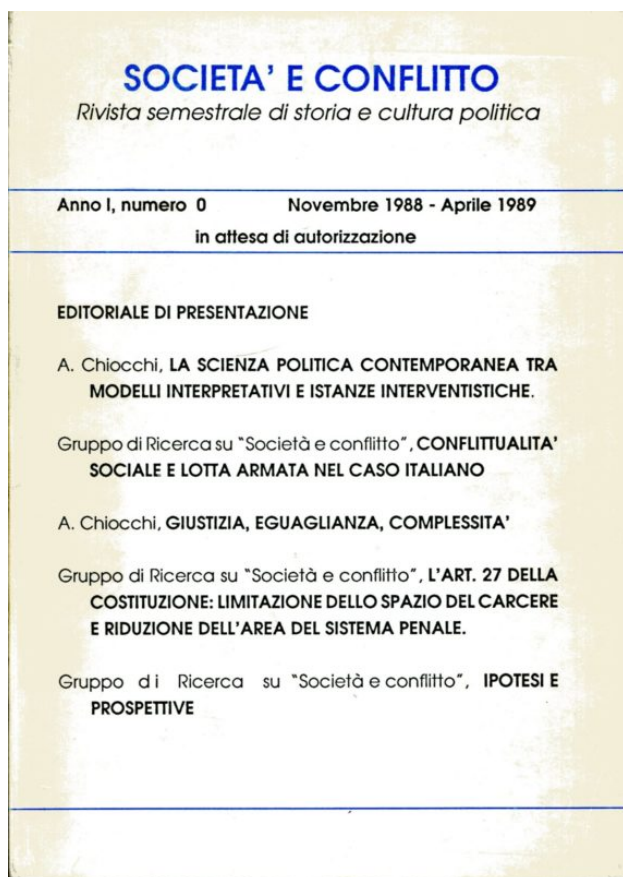 SOCIETA' E CONFLITTO
Rivista semestrale di storia e cultura politica
Anno I, numero 0 Novembre 1988 - Aprile 1989
in attesa di autorizzazione
EDITORIALE DI PRESENTAZIONE
A. Chiocchi, LA SCIENZA POLITICA CONTEMPORANEA TRA
MODELLI INTERPRETATIVI E ISTANZE INTERVENTISTICHE.
Gruppo di Ricerca su "Società e conflitto", CONFLITTUALITA'
SOCIALE E LOTTA ARMATA NEL CASO ITALIANO
A. Chiocchi, GIUSTIZIA, EGUAGLIANZA, COMPLESSITA'
Gruppo di Ricerca su "Società e conflitto", L'ART. 27 DELLA
COSTITUZIONE: LIMITAZIONE DELLO SPAZIO DEL CARCERE
E RIDUZIONE DELL'AREA DEL SISTEMA PENALE.
Gruppo di Ricerca su "Società e conflitto", IPOTESI E
PROSPETTIVE